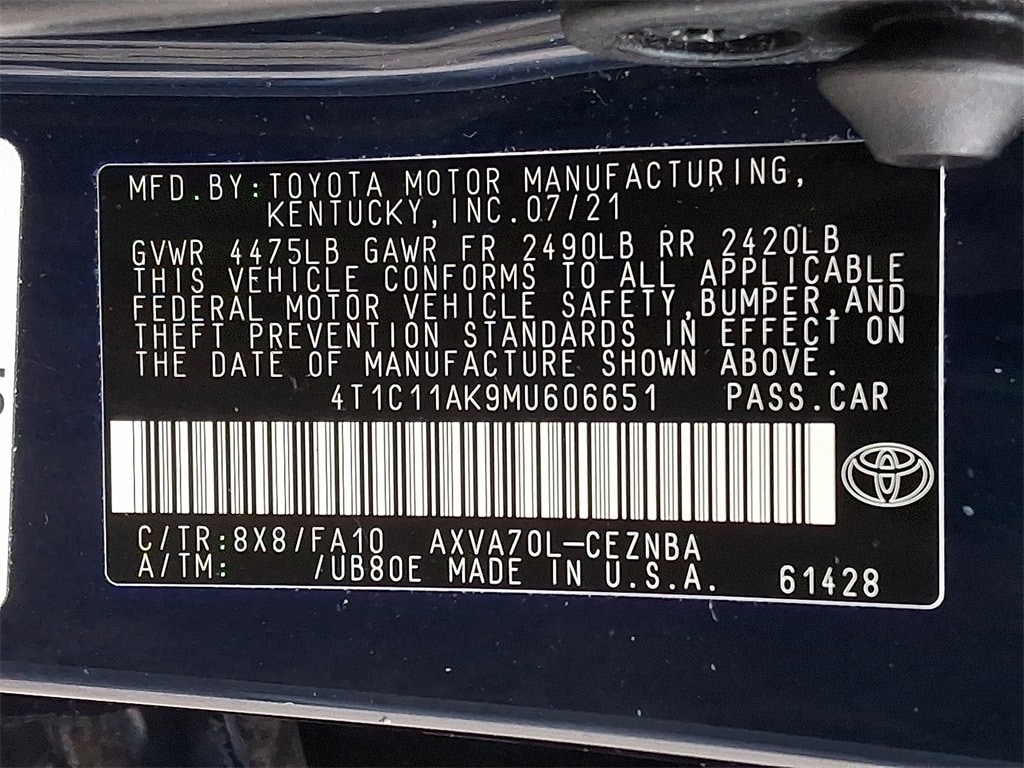 MFD.BY:TOYOTA MOTOR MANUFACTURING,
KENTUCKY,INC.07/21
GVWR 4475LB GAWR FR 2490LB RR 2420LB
THIS VEHICLE CONFORMS TO ALL APPLICABLE
FEDERAL MOTOR VEHICLE SAFETY,BUMPER,AND
THEFT PREVENTION STANDARDS IN EFFECT ON
THE DATE OF MANUFACTURE SHOWN ABOVE.
4T1C11AK9MU606651 PASS.CAR
C/TR:8X8/FA10 AXVA70L-CEZNBA
A/TM: /UB80E MADE IN U.S.A. 61428